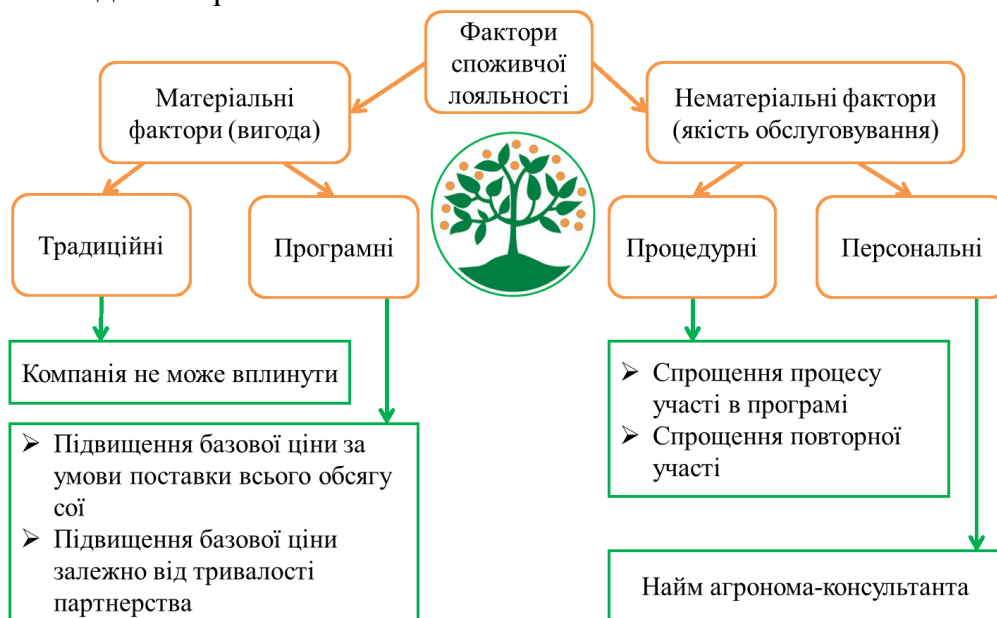 Фактори
споживчої
лояльності
Матеріальні
фактори (вигода)
Нематеріальні фактори
(якість обслуговування)
Традиційні
Програмні
Процедурні
Персональні
Компанія не може вплинути
➢ Підвищення базової ціни за
умови поставки всього обсягу
сої
➢ Підвищення базової ціни
залежно від тривалості
партнерства
➢ Спрощення процесу
участі в програмі
➢ Спрощення повторної
участі
Найм агронома-консультанта